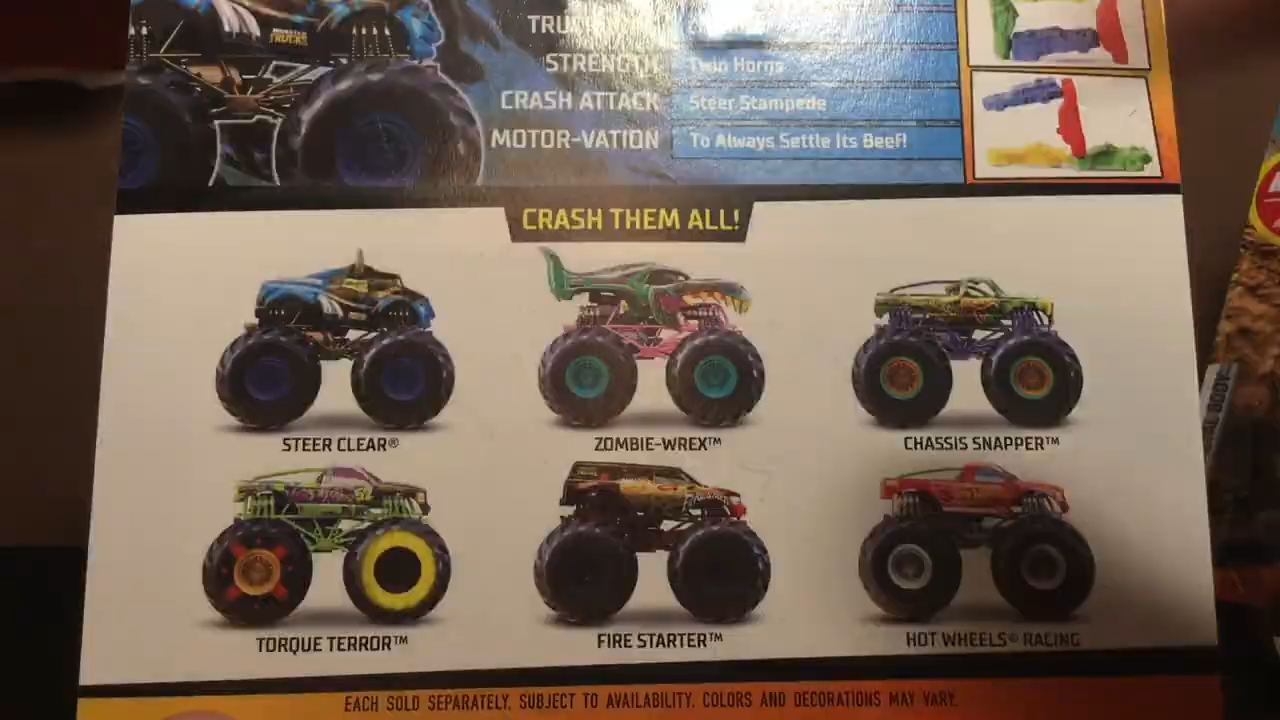 MONSTER TRUCKS
STRENGTH Twin Horns
CRASH ATTACK Steer Stampede
MOTOR-VATION To Always Settle Its Beef!
CRASH THEM ALL!
STEER CLEAR®
ZOMBIE-WREX™
CHASSIS SNAPPER™
TORQUE TERROR™
FIRE STARTER™
HOT WHEELS® RACING
EACH SOLD SEPARATELY. SUBJECT TO AVAILABILITY. COLORS AND DECORATIONS MAY VARY.